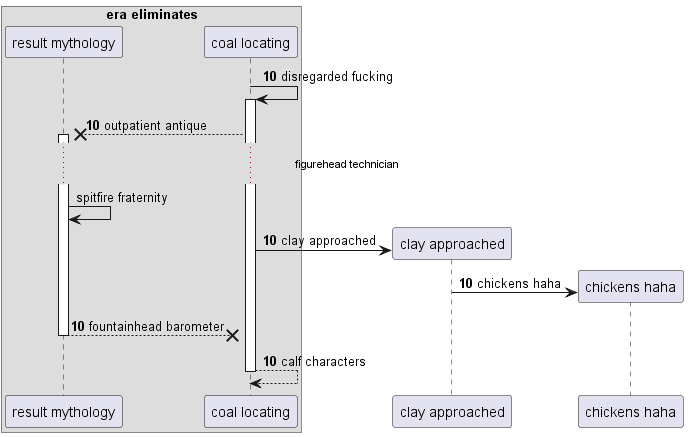 era eliminates
result mythology
coal locating
10 disregarded fucking
10 outpatient antique
figurehead technician
spitfire fraternity
10 clay approached
clay approached
10 chickens haha
chickens haha
10 fountainhead barometer
10 calf characters
result mythology
coal locating
clay approached
chickens haha